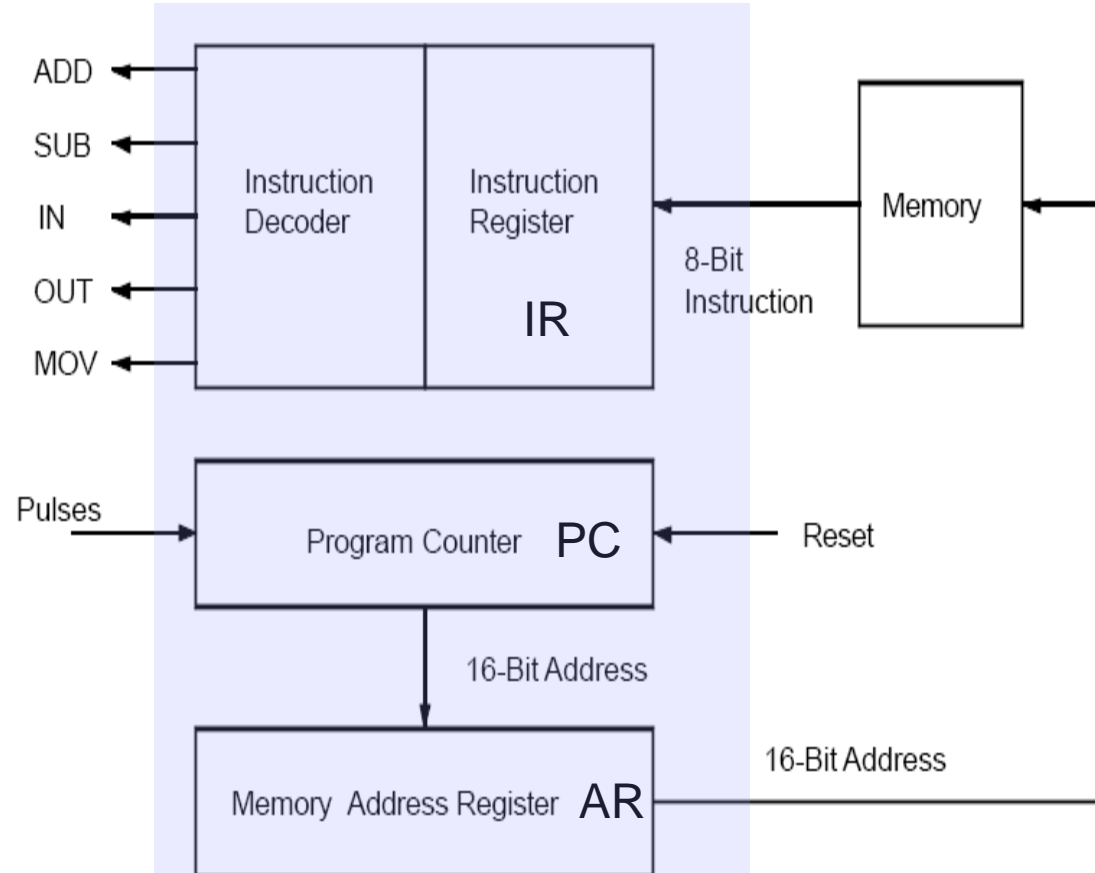 ADD
SUB
IN
OUT
MOV
Instruction
Decoder
Instruction
Register
IR
8-Bit
Instruction
Memory
Pulses
Program Counter PC
Reset
16-Bit Address
Memory Address Register AR
16-Bit Address